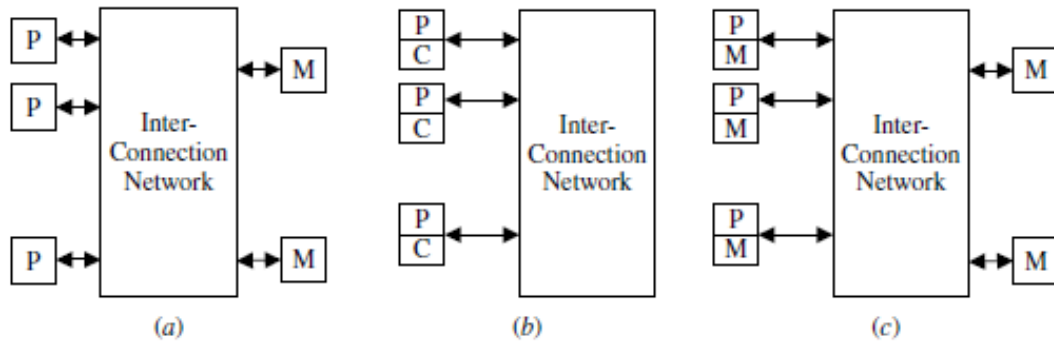 P
P
P
Inter-
Connection
Network
M
M
(a)
P
C
P
C
P
C
Inter-
Connection
Network
(b)
P
M
P
M
P
M
Inter-
Connection
Network
M
M
(c)